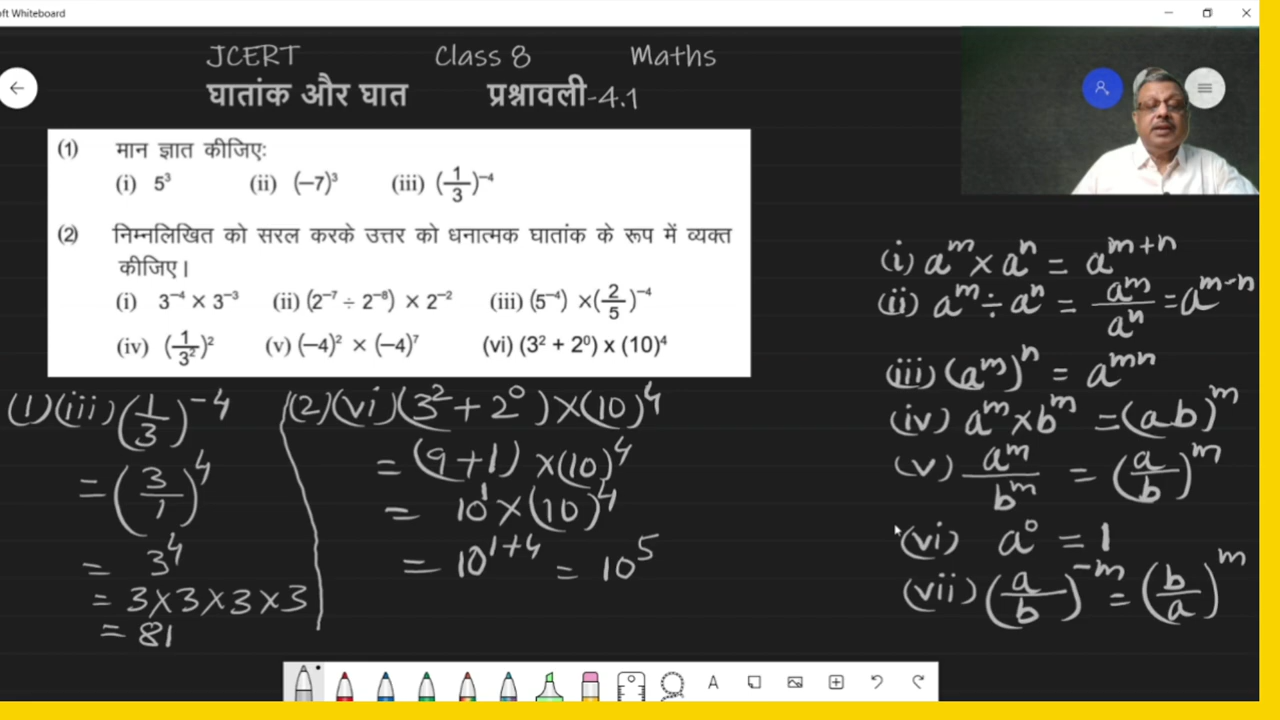 oft Whiteboard
JCERT Class 8 Maths
घातांक और घात प्रश्नावली-4.1
(1) मान ज्ञात कीजिए:
(i) 5³ (ii) (−7)³ (iii) (1/3)⁻⁴
(2) निम्नलिखित को सरल करके उत्तर को धनात्मक घातांक के रूप में व्यक्त
कीजिए।
(i) 3⁻⁴ × 3⁻³ (ii) (2⁻⁷ ÷ 2⁻⁸) × 2⁻² (iii) (5⁻⁴) × (2/5)⁻⁴
(iv) (1/3²)² (v) (−4)² × (−4)⁷ (vi) (3² + 2⁰) x (10)⁴
(1)(iii) (1/3)⁻⁴
= (3/1)⁴
= 3⁴
= 3×3×3×3
= 81
(2)(vi) (3² + 2⁰) × (10)⁴
= (9+1) × (10)⁴
= 10¹ × (10)⁴
= 10¹⁺⁴ = 10⁵
(i) aᵐ × aⁿ = aᵐ⁺ⁿ
(ii) aᵐ ÷ aⁿ = aᵐ/aⁿ = aᵐ⁻ⁿ
(iii) (aᵐ)ⁿ = aᵐⁿ
(iv) aᵐ × bᵐ = (ab)ᵐ
(v) aᵐ/bᵐ = (a/b)ᵐ
(vi) a⁰ = 1
(vii) (a/b)⁻ᵐ = (b/a)ᵐ
A